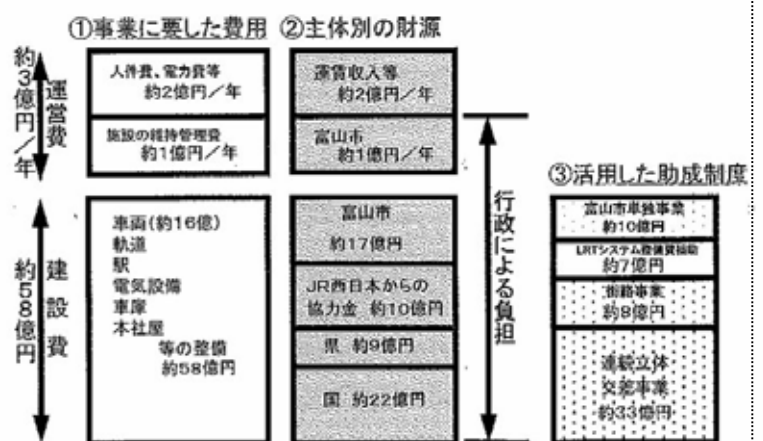 ①事業に要した費用
②主体別の財源
約3億円/年
運営費
人件費、電力費等
約2億円/年
施設の維持管理費
約1億円/年
運賃収入等
約2億円/年
富山市
約1億円/年
約58億円
建設費
車両(約16億)
軌道
駅
電気設備
車庫
本社屋
等の整備
約58億円
富山市
約17億円
JR西日本からの
協力金 約10億円
県 約9億円
国 約22億円
行政による負担
③活用した助成制度
富山市単独事業
約10億円
LRTシステム整備費補助
約7億円
街路事業
約8億円
連続立体
交差事業
約33億円